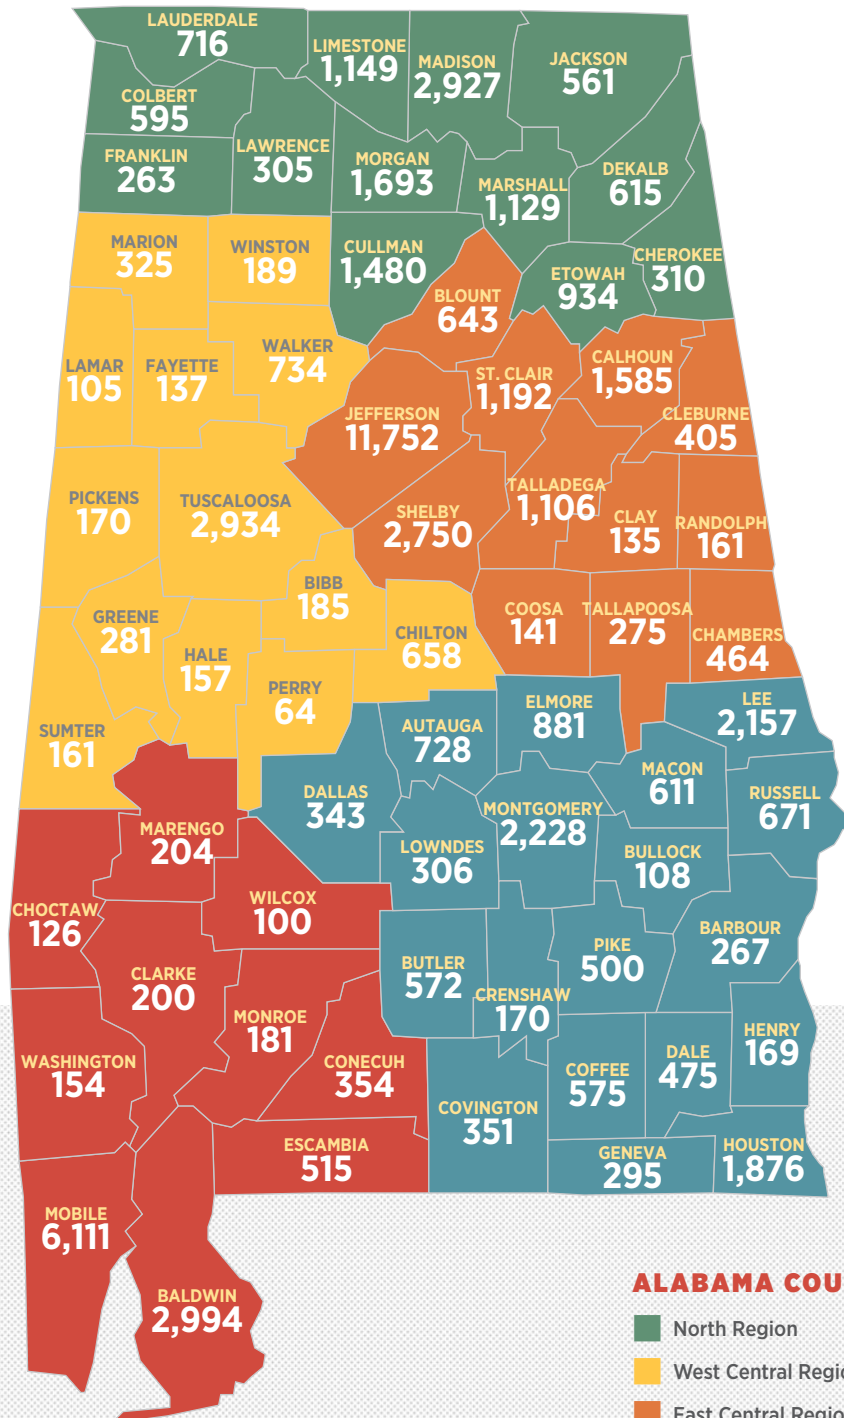 LAUDERDALE
716
LIMESTONE
1,149
MADISON
2,927
JACKSON
561
COLBERT
595
LAWRENCE
305
FRANKLIN
263
MORGAN
1,693
MARSHALL
1,129
DEKALB
615
MARION
325
WINSTON
189
CULLMAN
1,480
CHEROKEE
310
ETOWAH
934
BLOUNT
643
WALKER
734
LAMAR
105
FAYETTE
137
ST. CLAIR
1,192
CALHOUN
1,585
JEFFERSON
11,752
CLEBURNE
405
PICKENS
170
TUSCALOOSA
2,934
TALLADEGA
1,106
SHELBY
2,750
CLAY
135
RANDOLPH
161
BIBB
185
GREENE
281
CHILTON
658
COOSA
141
TALLAPOOSA
275
CHAMBERS
464
HALE
157
PERRY
64
SUMTER
161
AUTAUGA
728
ELMORE
881
LEE
2,157
MACON
611
DALLAS
343
RUSSELL
671
MONTGOMERY
2,228
MARENGO
204
LOWNDES
306
BULLOCK
108
CHOCTAW
126
WILCOX
100
BARBOUR
267
PIKE
500
BUTLER
572
CLARKE
200
CRENSHAW
170
MONROE
181
HENRY
169
WASHINGTON
154
CONECUH
354
COFFEE
575
DALE
475
COVINGTON
351
ESCAMBIA
515
GENEVA
295
HOUSTON
1,876
MOBILE
6,111
BALDWIN
2,994
ALABAMA COU
North Region
West Central Regio
East Central Region